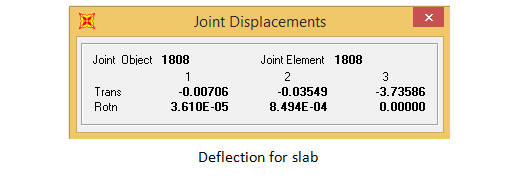 Joint Displacements
Joint Object 1808 Joint Element 1808
1 2 3
Trans -0.00706 -0.03549 -3.73586
Rotn 3.610E-05 8.494E-04 0.00000
Deflection for slab